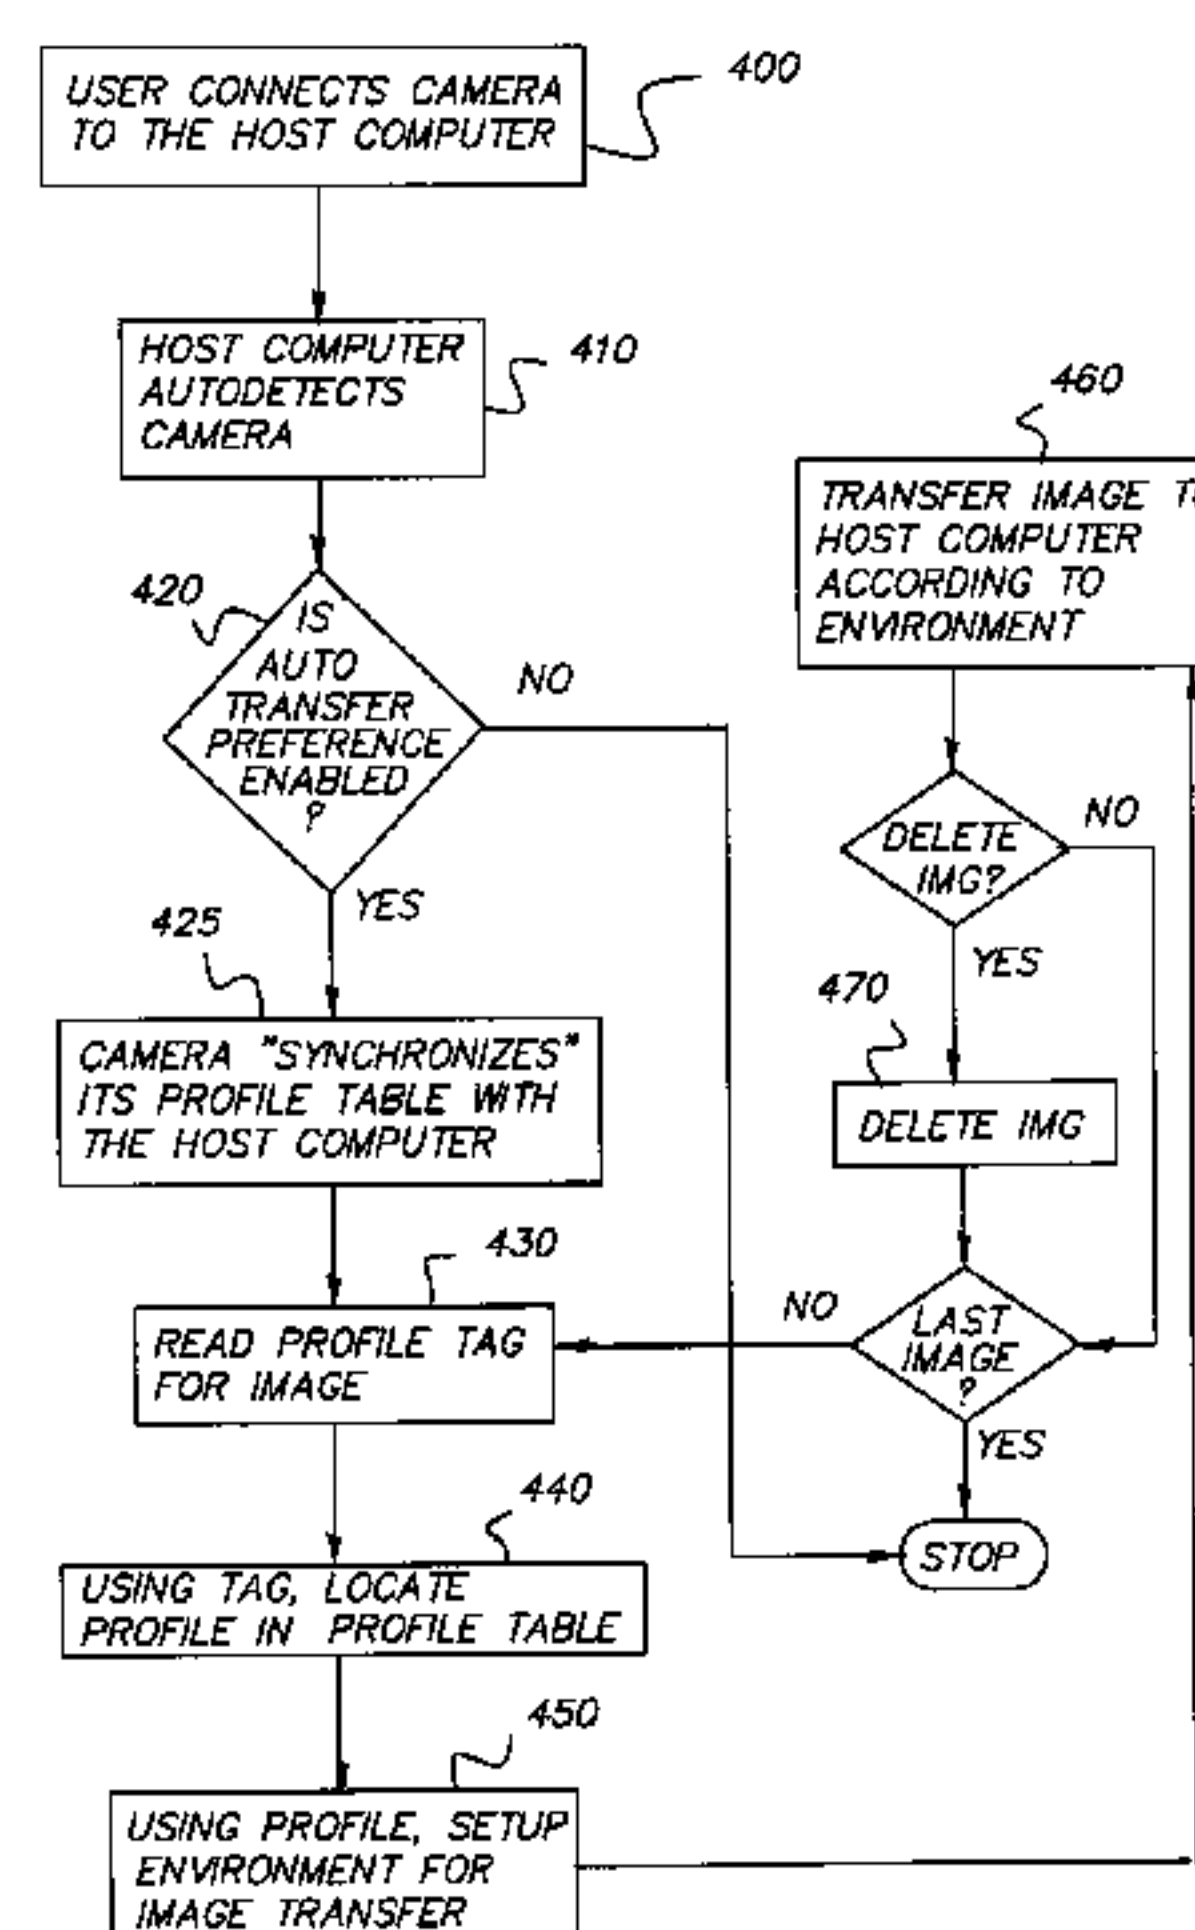 400
USER CONNECTS CAMERA
TO THE HOST COMPUTER
410
HOST COMPUTER
AUTODETECTS
CAMERA
420
IS
AUTO
TRANSFER
PREFERENCE
ENABLED
?
NO
YES
425
CAMERA "SYNCHRONIZES"
ITS PROFILE TABLE WITH
THE HOST COMPUTER
430
READ PROFILE TAG
FOR IMAGE
440
USING TAG, LOCATE
PROFILE IN PROFILE TABLE
450
USING PROFILE, SETUP
ENVIRONMENT FOR
IMAGE TRANSFER
460
TRANSFER IMAGE
HOST COMPUTER
ACCORDING TO
ENVIRONMENT
DELETE
IMG?
NO
YES
470
DELETE IMG
LAST
IMAGE
?
NO
YES
STOP